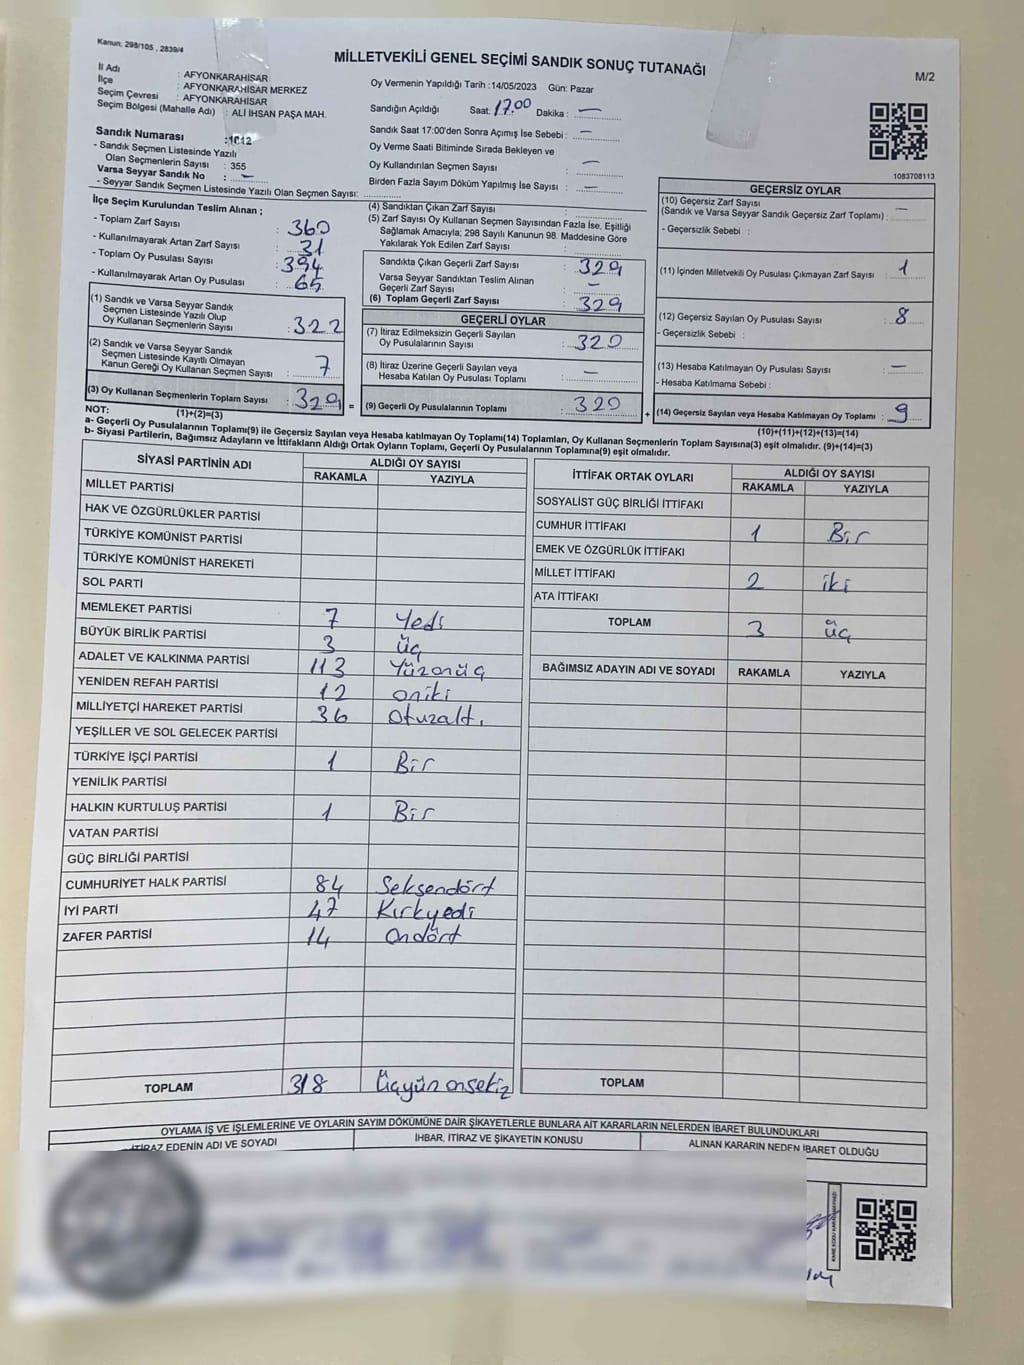 Kanun; 298/105 , 2839/4
MİLLETVEKİLİ GENEL SEÇİMİ SANDIK SONUÇ TUTANAĞI
M/2
İl Adı : AFYONKARAHİSAR
İlçe : AFYONKARAHİSAR MERKEZ
Seçim Çevresi : AFYONKARAHİSAR
Seçim Bölgesi (Mahalle Adı) : ALİ İHSAN PAŞA MAH.
Oy Vermenin Yapıldığı Tarih :14/05/2023 Gün: Pazar
Sandığın Açıldığı Saat: 17.00 Dakika : —
Sandık Saat 17:00'den Sonra Açımış İse Sebebi : —
Oy Verme Saati Bitiminde Sırada Bekleyen ve
Oy Kullandırılan Seçmen Sayısı —
Birden Fazla Sayım Döküm Yapılmış İse Sayısı : —
Sandık Numarası :1012
- Sandık Seçmen Listesinde Yazılı
Olan Seçmenlerin Sayısı : 355
Varsa Seyyar Sandık No : —
- Seyyar Sandık Seçmen Listesinde Yazılı Olan Seçmen Sayısı:
1083708113
İlçe Seçim Kurulundan Teslim Alınan ;
- Toplam Zarf Sayısı : 360
- Kullanılmayarak Artan Zarf Sayısı : 31
- Toplam Oy Pusulası Sayısı : 394
- Kullanılmayarak Artan Oy Pusulası : 65
(1) Sandık ve Varsa Seyyar Sandık
Seçmen Listesinde Yazılı Olup
Oy Kullanan Seçmenlerin Sayısı : 322
(2) Sandık ve Varsa Seyyar Sandık
Seçmen Listesinde Kayıtlı Olmayan
Kanun Gereği Oy Kullanan Seçmen Sayısı : 7
(3) Oy Kullanan Seçmenlerin Toplam Sayısı : 329 =
(1)+(2)=(3)
(4) Sandıktan Çıkan Zarf Sayısı :
(5) Zarf Sayısı Oy Kullanan Seçmen Sayısından Fazla İse, Eşitliği
Sağlamak Amacıyla; 298 Sayılı Kanunun 98. Maddesine Göre
Yakılarak Yok Edilen Zarf Sayısı :
Sandıkta Çıkan Geçerli Zarf Sayısı : 329
Varsa Seyyar Sandıktan Teslim Alınan
Geçerli Zarf Sayısı : —
(6) Toplam Geçerli Zarf Sayısı : 329
GEÇERLİ OYLAR
(7) İtiraz Edilmeksizin Geçerli Sayılan
Oy Pusulalarının Sayısı : 320
(8) İtiraz Üzerine Geçerli Sayılan veya
Hesaba Katılan Oy Pusulası Toplamı : —
(9) Geçerli Oy Pusulalarının Toplamı : 320 +
GEÇERSİZ OYLAR
(10) Geçersiz Zarf Sayısı
(Sandık ve Varsa Seyyar Sandık Geçersiz Zarf Toplamı) : —
- Geçersizlik Sebebi :
(11) İçinden Milletvekili Oy Pusulası Çıkmayan Zarf Sayısı : 1
(12) Geçersiz Sayılan Oy Pusulası Sayısı : 8
- Geçersizlik Sebebi :
(13) Hesaba Katılmayan Oy Pusulası Sayısı : —
- Hesaba Katılmama Sebebi :
(14) Geçersiz Sayılan veya Hesaba Katılmayan Oy Toplamı : 9
(10)+(11)+(12)+(13)=(14)
NOT:
a- Geçerli Oy Pusulalarının Toplamı(9) ile Geçersiz Sayılan veya Hesaba katılmayan Oy Toplamı(14) Toplamları, Oy Kullanan Seçmenlerin Toplam Sayısına(3) eşit olmalıdır. (9)+(14)=(3)
b- Siyasi Partilerin, Bağımsız Adayların ve İttifakların Aldığı Ortak Oyların Toplamı, Geçerli Oy Pusulalarının Toplamına(9) eşit olmalıdır.
SİYASİ PARTİNİN ADI ALDIĞI OY SAYISI
RAKAMLA YAZIYLA
MİLLET PARTİSİ
HAK VE ÖZGÜRLÜKLER PARTİSİ
TÜRKİYE KOMÜNİST PARTİSİ
TÜRKİYE KOMÜNİST HAREKETİ
SOL PARTİ
MEMLEKET PARTİSİ 7 Yedi
BÜYÜK BİRLİK PARTİSİ 3 üç
ADALET VE KALKINMA PARTİSİ 113 Yüzonüç
YENİDEN REFAH PARTİSİ 12 oniki
MİLLİYETÇİ HAREKET PARTİSİ 36 otuzaltı
YEŞİLLER VE SOL GELECEK PARTİSİ
TÜRKİYE İŞÇİ PARTİSİ 1 Bir
YENİLİK PARTİSİ
HALKIN KURTULUŞ PARTİSİ 1 Bir
VATAN PARTİSİ
GÜÇ BİRLİĞİ PARTİSİ
CUMHURİYET HALK PARTİSİ 84 Seksendört
İYİ PARTİ 47 Kırkyedi
ZAFER PARTİSİ 14 Ondört
TOPLAM 318 Üçyüz onsekiz
İTTİFAK ORTAK OYLARI ALDIĞI OY SAYISI
RAKAMLA YAZIYLA
SOSYALİST GÜÇ BİRLİĞİ İTTİFAKI
CUMHUR İTTİFAKI 1 Bir
EMEK VE ÖZGÜRLÜK İTTİFAKI
MİLLET İTTİFAKI 2 iki
ATA İTTİFAKI
TOPLAM 3 üç
BAĞIMSIZ ADAYIN ADI VE SOYADI RAKAMLA YAZIYLA
TOPLAM
OYLAMA İŞ VE İŞLEMLERİNE VE OYLARIN SAYIM DÖKÜMÜNE DAİR ŞİKAYETLERLE BUNLARA AİT KARARLARIN NELERDEN İBARET BULUNDUKLARI
İTİRAZ EDENİN ADI VE SOYADI İHBAR, İTİRAZ VE ŞİKAYETİN KONUSU ALINAN KARARIN NEDEN İBARET OLDUĞU